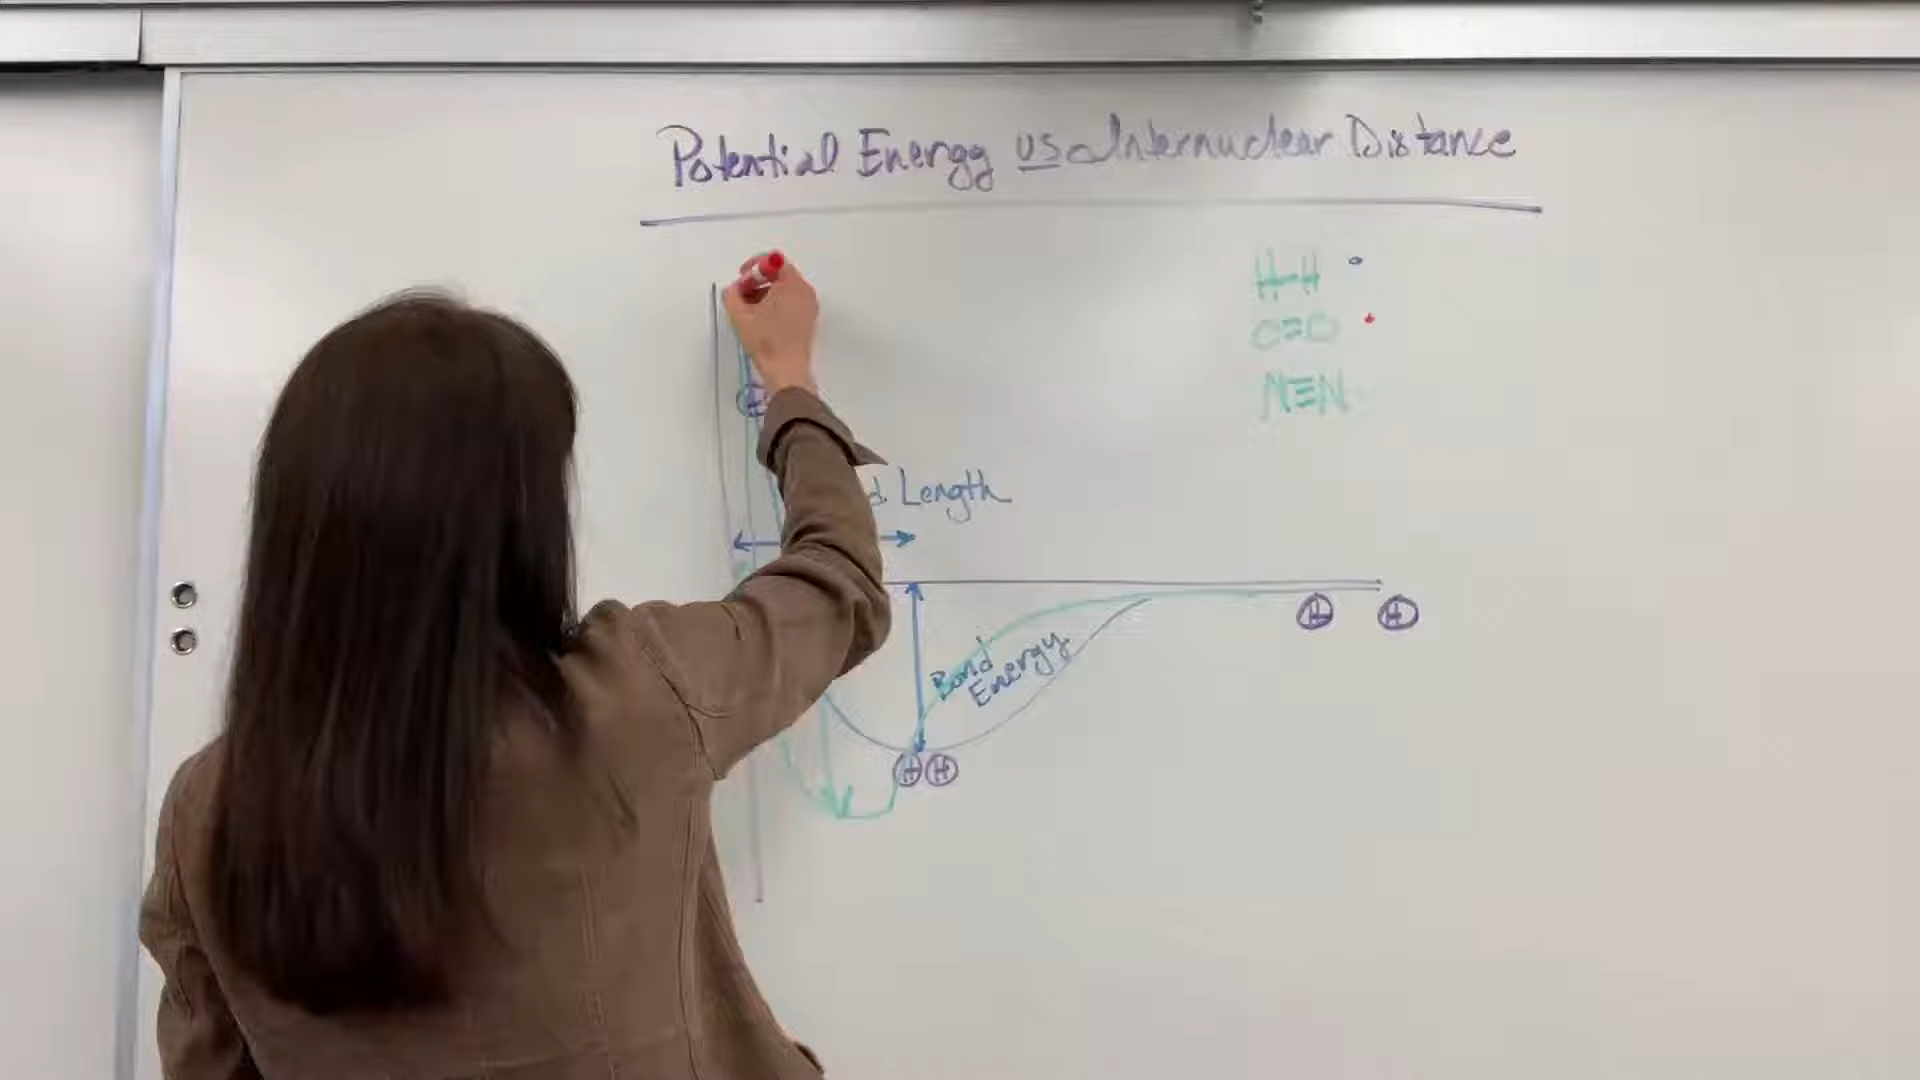 Potential Energy vs Internuclear Distance
H-H
O=O
N≡N
Length
Bond
Energy
H H
H H